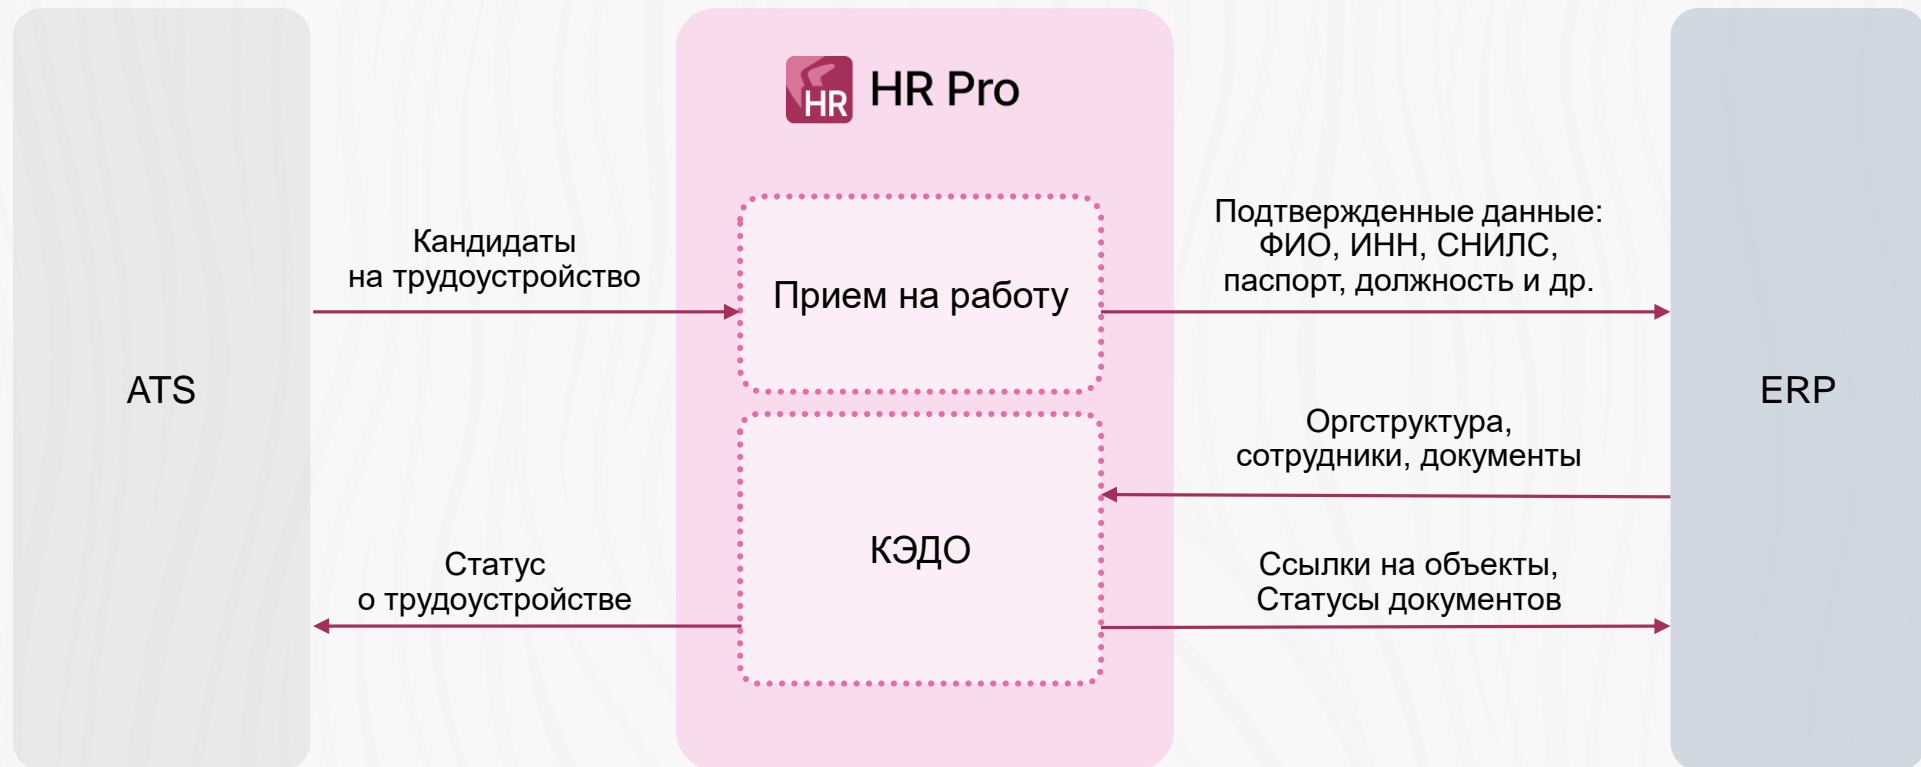 HR
HR Pro
ATS
Кандидаты
на трудоустройство
Прием на работу
Подтвержденные данные:
ФИО, ИНН, СНИЛС,
паспорт, должность и др.
ERP
Оргструктура,
сотрудники, документы
КЭДО
Статус
о трудоустройстве
Ссылки на объекты,
Статусы документов